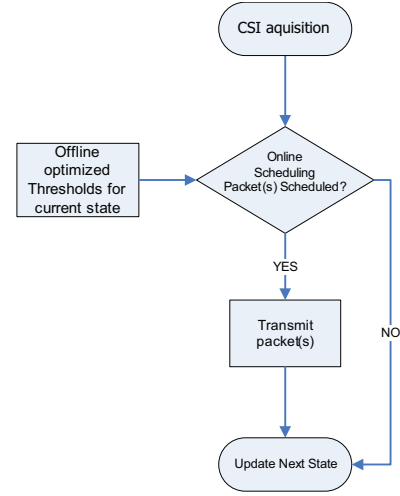 CSI aquisition
Offline
optimized
Thresholds for
current state
Online
Scheduling
Packet(s) Scheduled?
YES
NO
Transmit
packet(s)
Update Next State